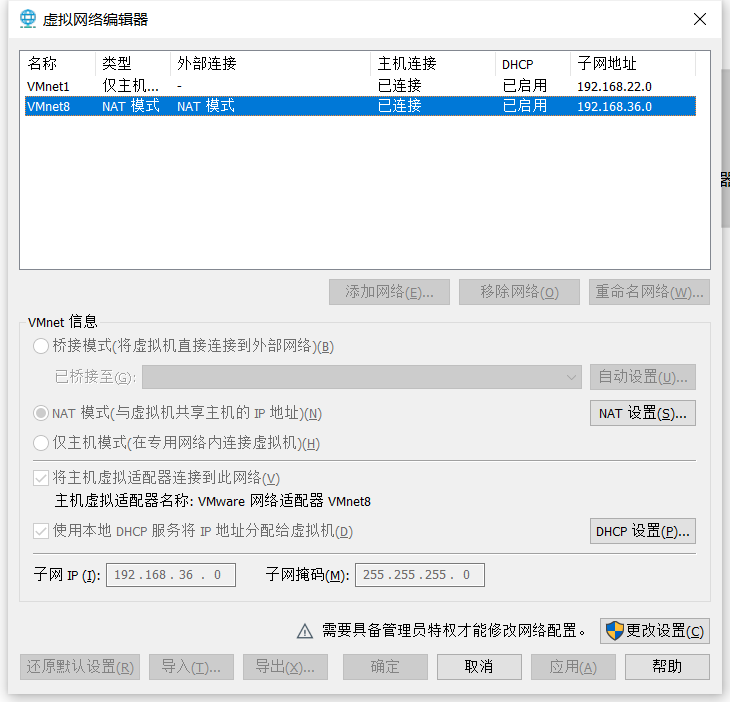 虚拟网络编辑器
名称 类型 外部连接 主机连接 DHCP 子网地址
VMnet1 仅主机... - 已连接 已启用 192.168.22.0
VMnet8 NAT 模式 NAT 模式 已连接 已启用 192.168.36.0
器
添加网络(E)... 移除网络(O) 重命名网络(W)...
VMnet 信息
桥接模式(将虚拟机直接连接到外部网络)(B)
已桥接至(G): 自动设置(U)...
NAT 模式(与虚拟机共享主机的 IP 地址)(N) NAT 设置(S)...
仅主机模式(在专用网络内连接虚拟机)(H)
将主机虚拟适配器连接到此网络(V)
主机虚拟适配器名称: VMware 网络适配器 VMnet8
使用本地 DHCP 服务将 IP 地址分配给虚拟机(D) DHCP 设置(P)...
子网 IP (I): 192.168.36.0 子网掩码(M): 255.255.255.0
需要具备管理员特权才能修改网络配置。 更改设置(C)
还原默认设置(R) 导入(T)... 导出(X)... 确定 取消 应用(A) 帮助